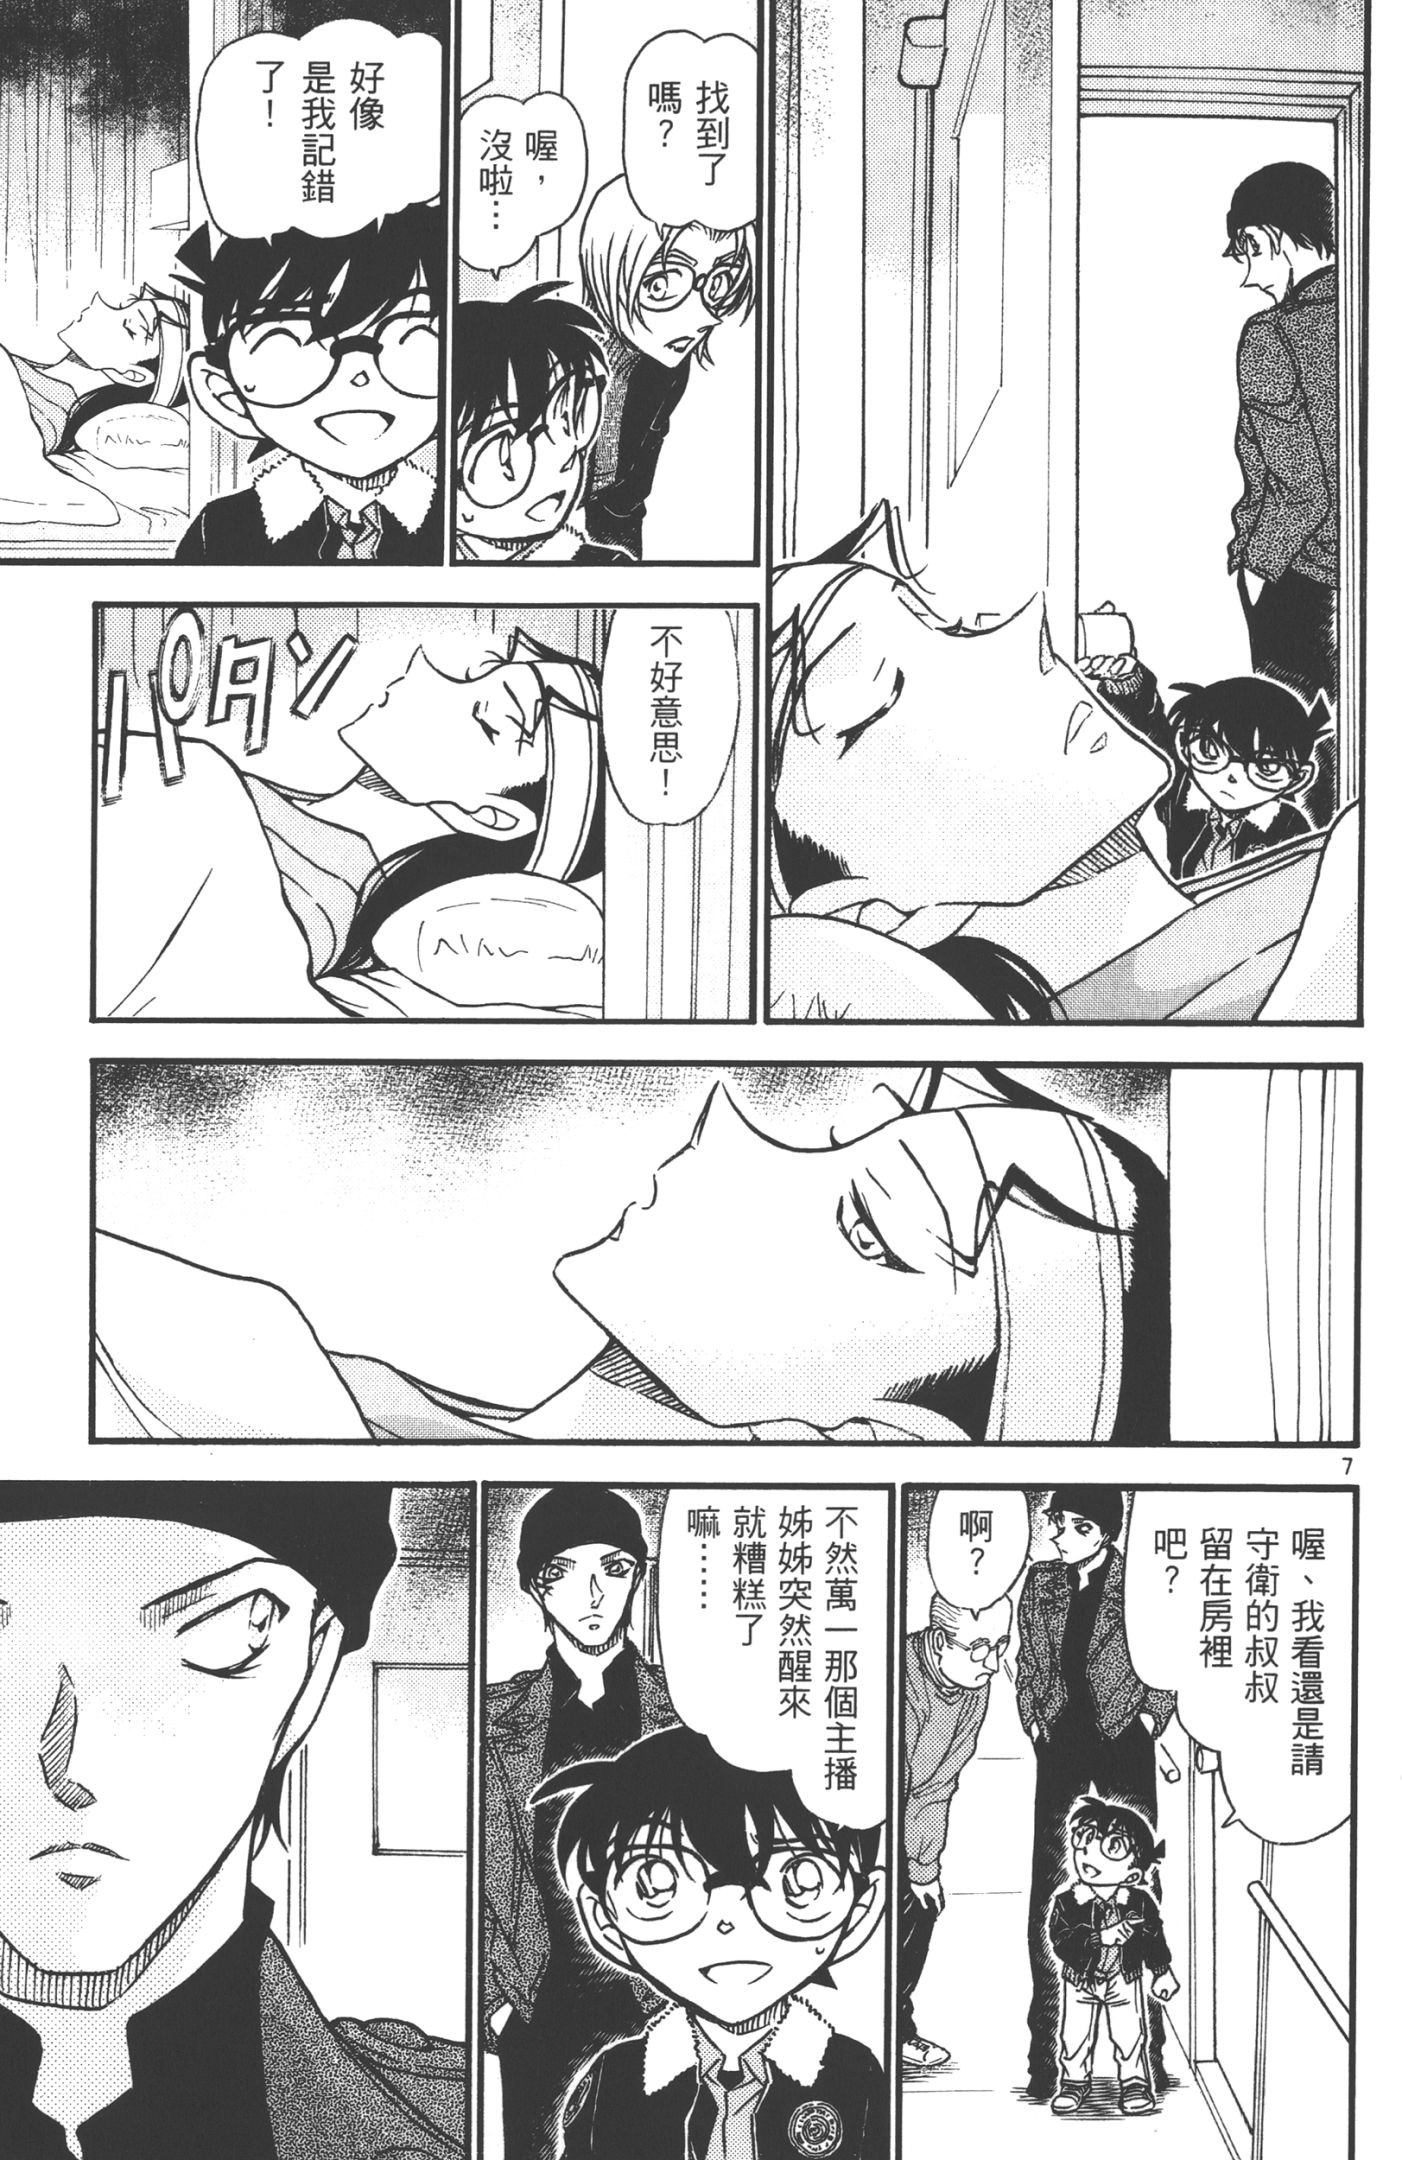 找到了
嗎？
喔，
沒啦…
好像
是我記錯
了！
不好意思！
パタン
7
喔、我看還是請
守衛的叔叔
留在房裡
吧？
啊？
不然萬一那個主播
姊姊突然醒來
就糟糕了
嘛……